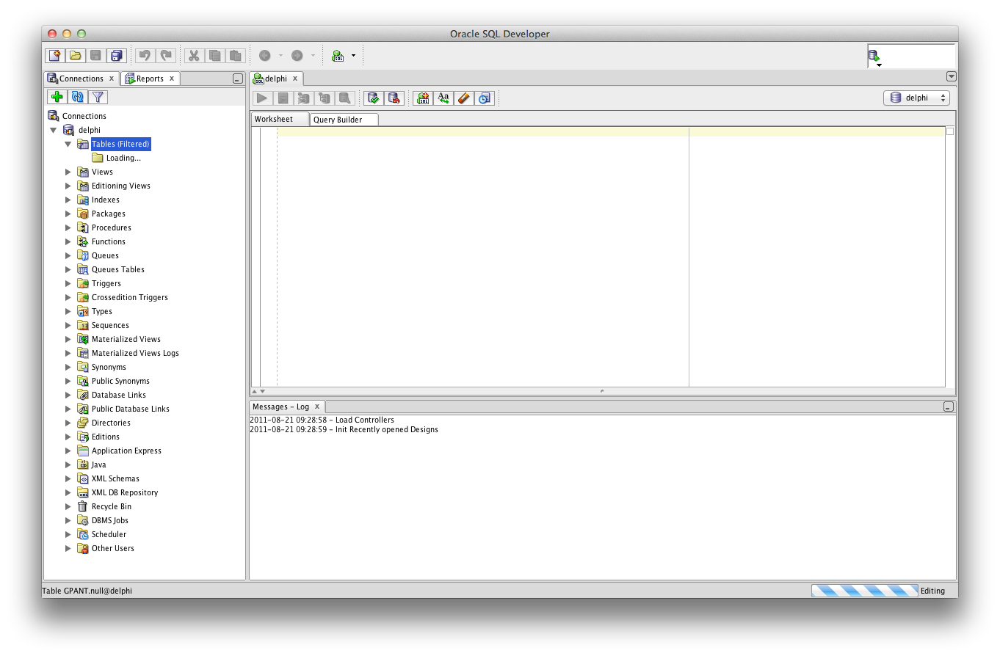 Oracle SQL Developer
Connections x Reports x
delphi x
delphi
Worksheet Query Builder
Connections
delphi
Tables (Filtered)
Loading...
Views
Editioning Views
Indexes
Packages
Procedures
Functions
Queues
Queues Tables
Triggers
Crossedition Triggers
Types
Sequences
Materialized Views
Materialized Views Logs
Synonyms
Public Synonyms
Database Links
Public Database Links
Directories
Editions
Application Express
Java
XML Schemas
XML DB Repository
Recycle Bin
DBMS Jobs
Scheduler
Other Users
Messages – Log x
2011-08-21 09:28:58 – Load Controllers
2011-08-21 09:28:59 – Init Recently opened Designs
Table GPANT.null@delphi
Editing